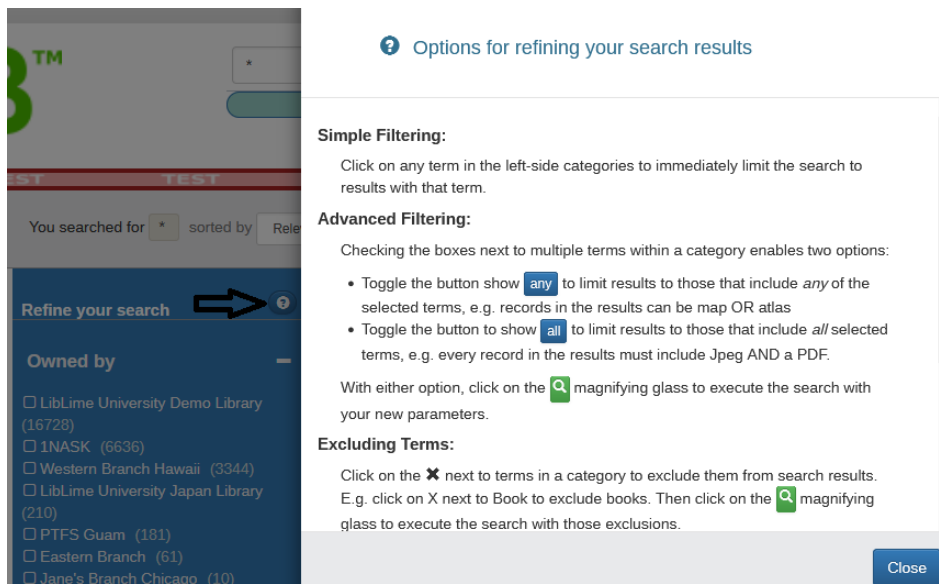 8™
*
EST TEST
You searched for * sorted by Rele
Refine your search
Owned by
LibLime University Demo Library
(16728)
1NASK (6636)
Western Branch Hawaii (3344)
LibLime University Japan Library
(210)
PTFS Guam (181)
Eastern Branch (61)
Jane's Branch Chicago (10)
Options for refining your search results
Simple Filtering:
Click on any term in the left-side categories to immediately limit the search to
results with that term.
Advanced Filtering:
Checking the boxes next to multiple terms within a category enables two options:
• Toggle the button show any to limit results to those that include any of the
selected terms, e.g. records in the results can be map OR atlas
• Toggle the button to show all to limit results to those that include all selected
terms, e.g. every record in the results must include Jpeg AND a PDF.
With either option, click on the magnifying glass to execute the search with
your new parameters.
Excluding Terms:
Click on the ✖ next to terms in a category to exclude them from search results.
E.g. click on X next to Book to exclude books. Then click on the magnifying
glass to execute the search with those exclusions.
Close